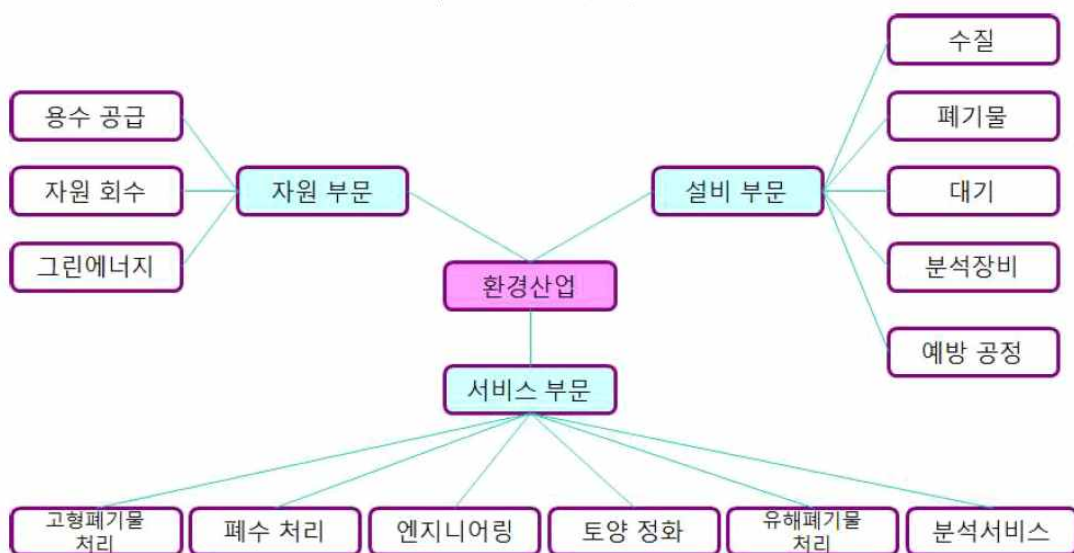 수질
용수 공급
폐기물
자원 회수
자원 부문
설비 부문
대기
그린에너지
환경산업
분석장비
예방 공정
서비스 부문
고형폐기물
처리
폐수 처리
엔지니어링
토양 정화
유해폐기물
처리
분석서비스